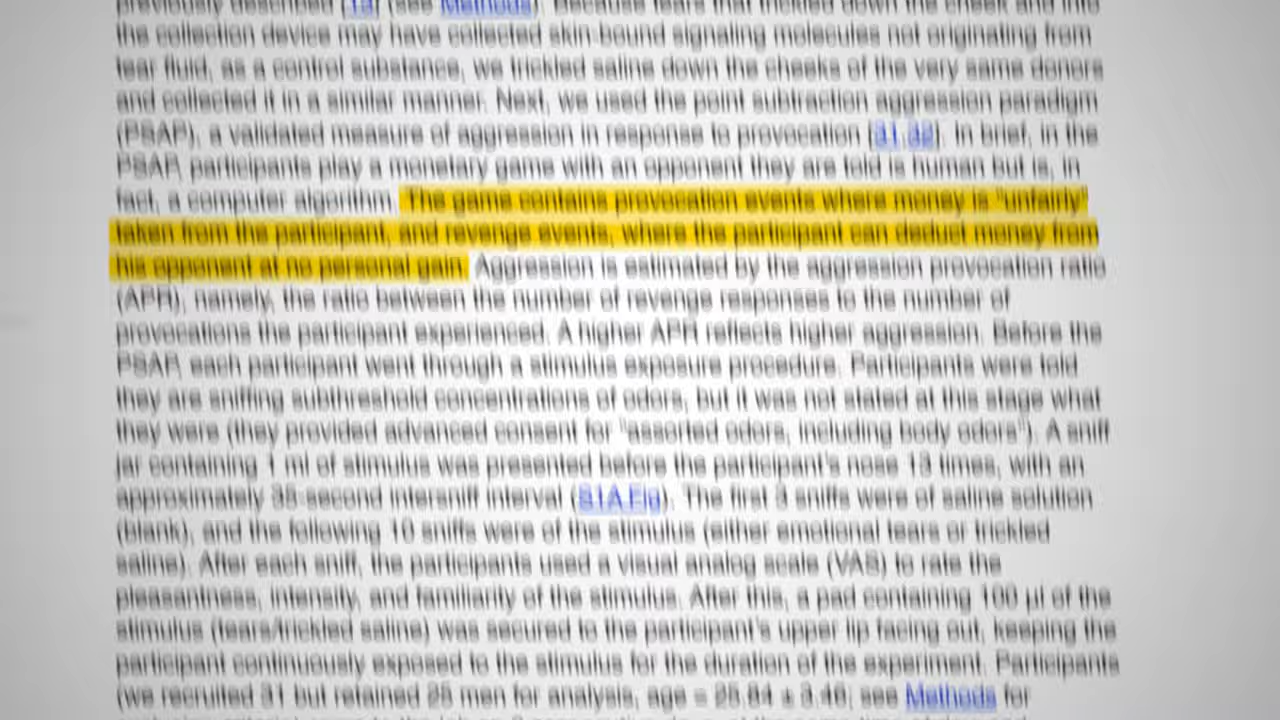 previously described [13] (see Methods). Because tears that trickled down the cheek and into
the collection device may have collected skin-bound signaling molecules not originating from
tear fluid, as a control substance, we trickled saline down the cheeks of the very same donors
and collected it in a similar manner. Next, we used the point subtraction aggression paradigm
(PSAP), a validated measure of aggression in response to provocation [31,32]. In brief, in the
PSAP, participants play a monetary game with an opponent they are told is human but is, in
fact, a computer algorithm. The game contains provocation events where money is "unfairly"
taken from the participant, and revenge events, where the participant can deduct money from
his opponent at no personal gain. Aggression is estimated by the aggression provocation ratio
(APR), namely, the ratio between the number of revenge responses to the number of
provocations the participant experienced. A higher APR reflects higher aggression. Before the
PSAP, each participant went through a stimulus exposure procedure. Participants were told
they are sniffing subthreshold concentrations of odors, but it was not stated at this stage what
they were (they provided advanced consent for "assorted odors, including body odors"). A sniff
jar containing 1 ml of stimulus was presented before the participant's nose 13 times, with an
approximately 35-second intersniff interval (S1A Fig). The first 3 sniffs were of saline solution
(blank), and the following 10 sniffs were of the stimulus (either emotional tears or trickled
saline). After each sniff, the participants used a visual analog scale (VAS) to rate the
pleasantness, intensity, and familiarity of the stimulus. After this, a pad containing 100 μl of the
stimulus (tears/trickled saline) was secured to the participant's upper lip facing out, keeping the
participant continuously exposed to the stimulus for the duration of the experiment. Participants
(we recruited 31 but retained 25 men for analysis, age = 25.84 ± 3.46, see Methods for